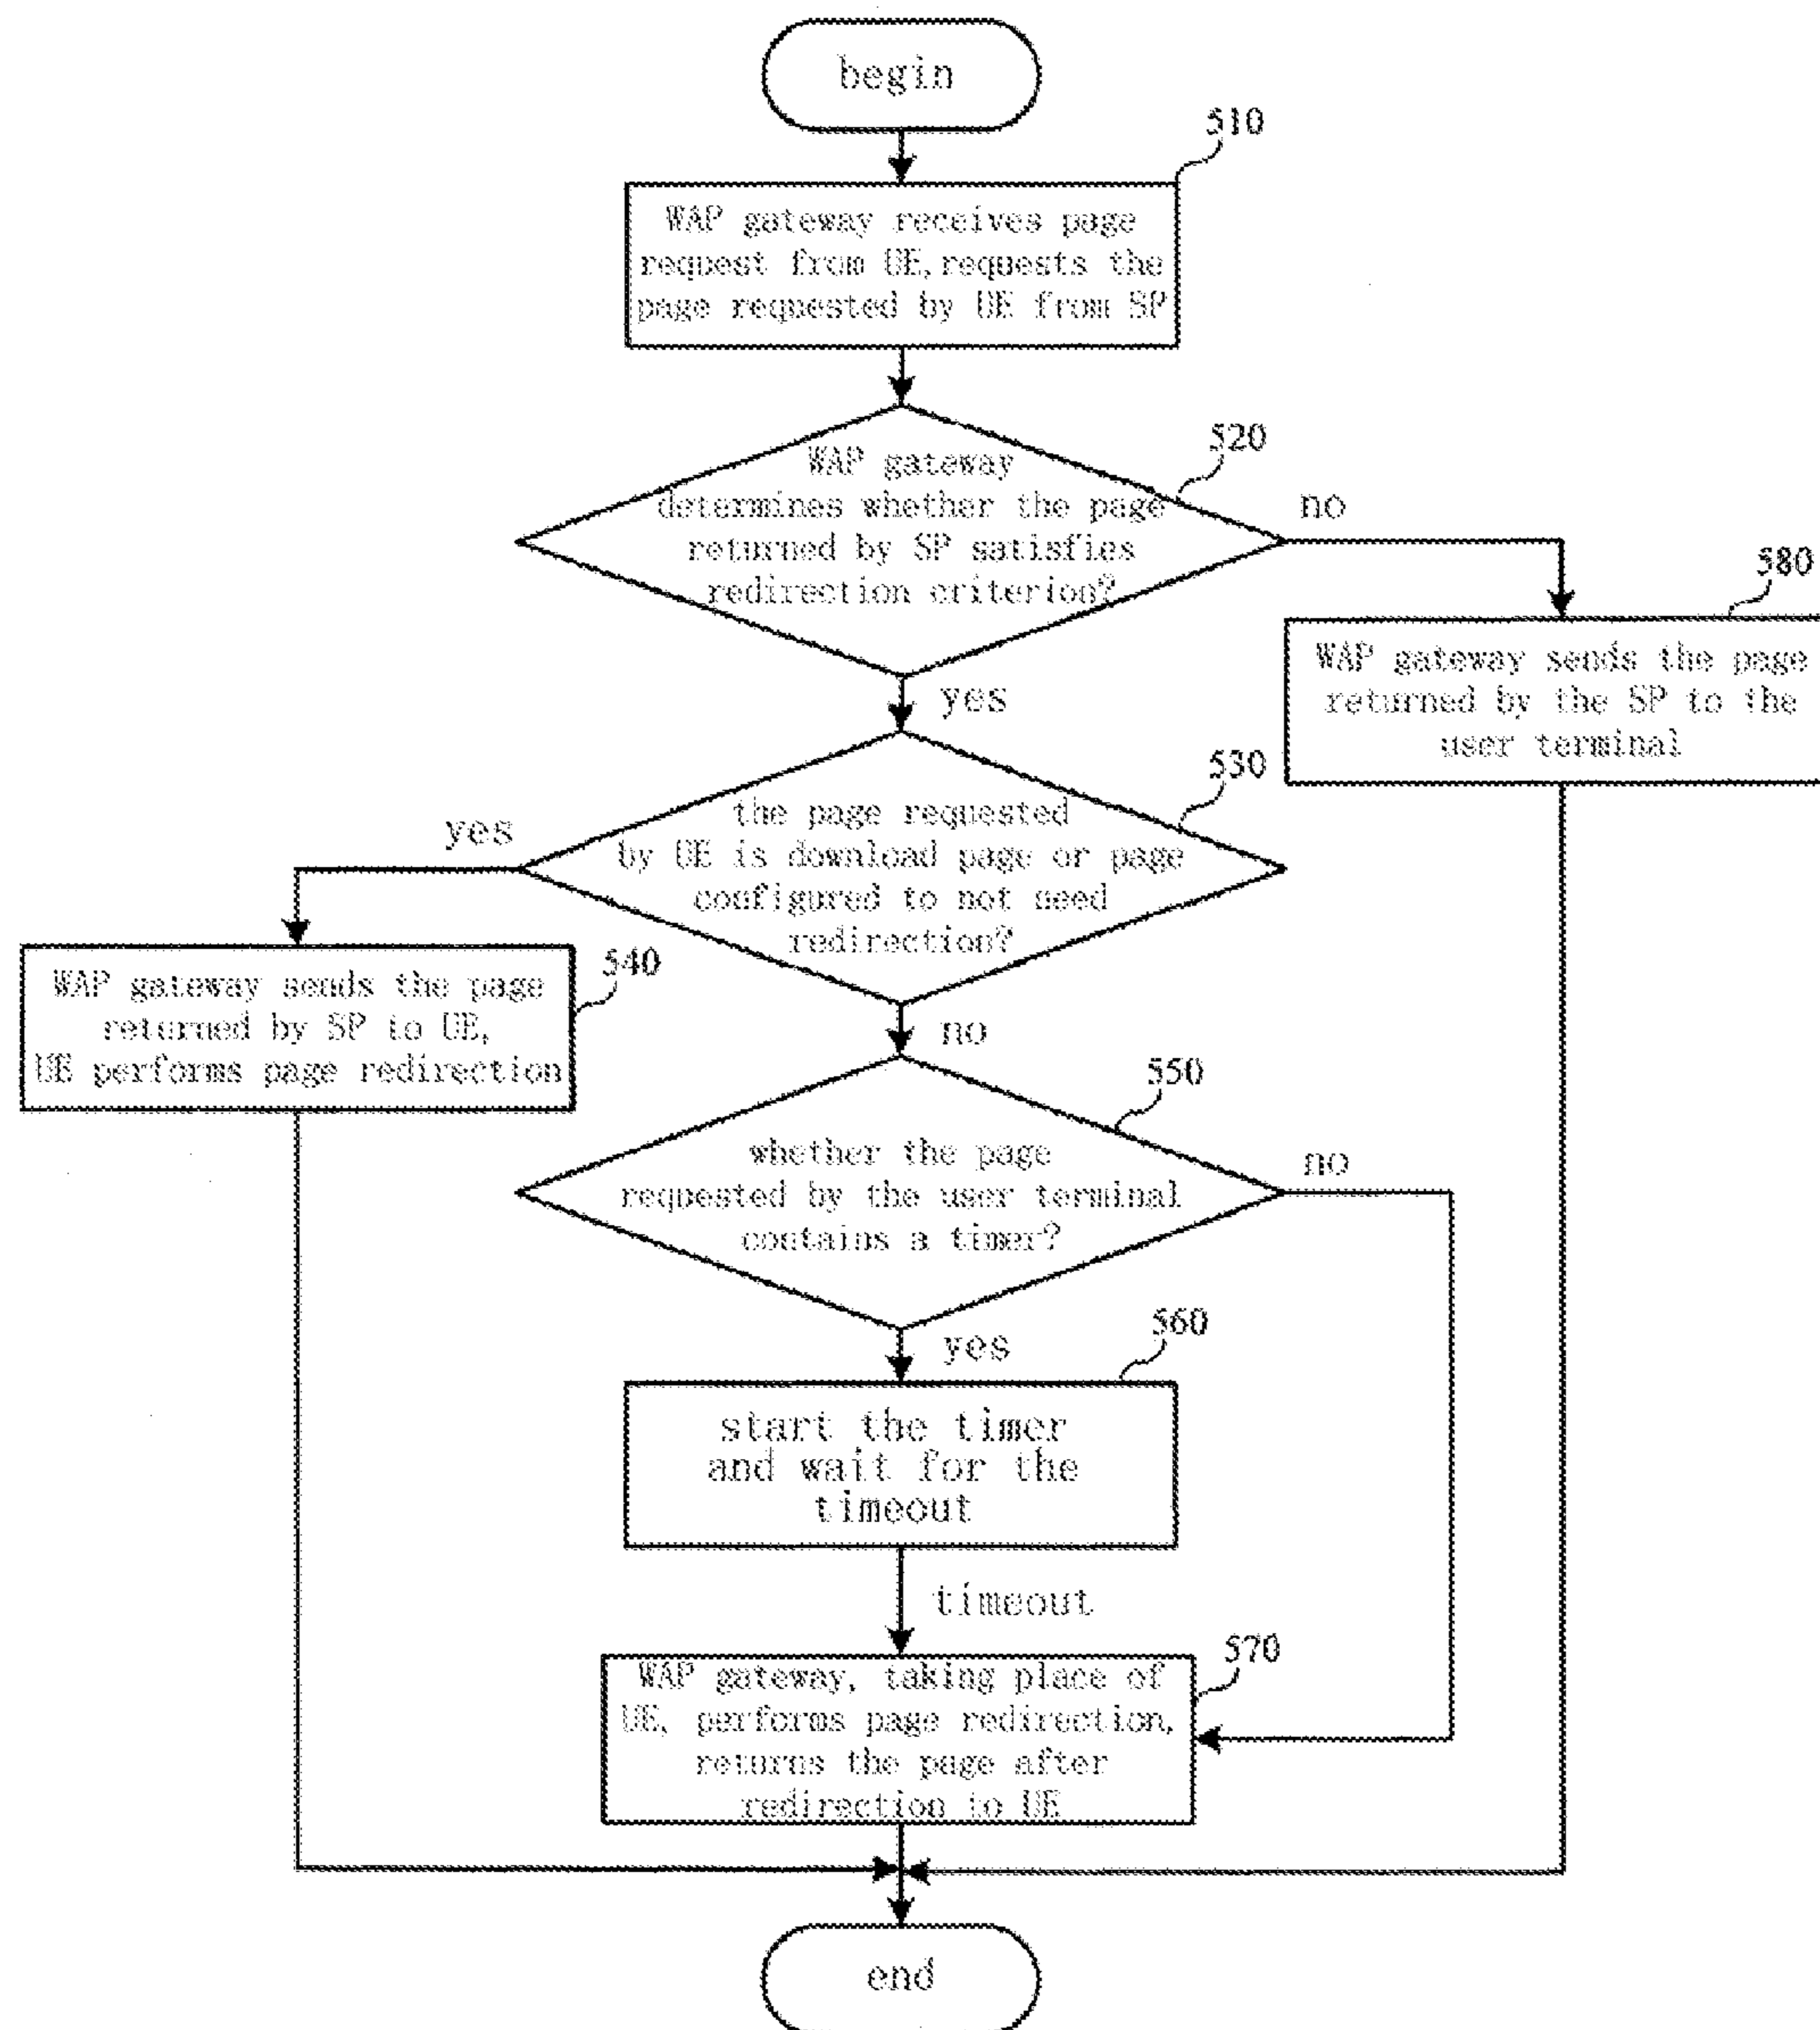 begin
510
WAP gateway receives page
request from UE, requests the
page requested by UE from SP
520
WAP gateway
determines whether the page
returned by SP satisfies
redirection criterion?
no
580
WAP gateway sends the page
returned by the SP to the
user terminal
yes
530
the page requested
by UE is download page or page
configured to not need
redirection?
yes
540
WAP gateway sends the page
returned by SP to UE,
UE performs page redirection
no
550
whether the page
requested by the user terminal
contains a timer?
no
yes
560
start the timer
and wait for the
timeout
timeout
570
WAP gateway, taking place of
UE, performs page redirection,
returns the page after
redirection to UE
end